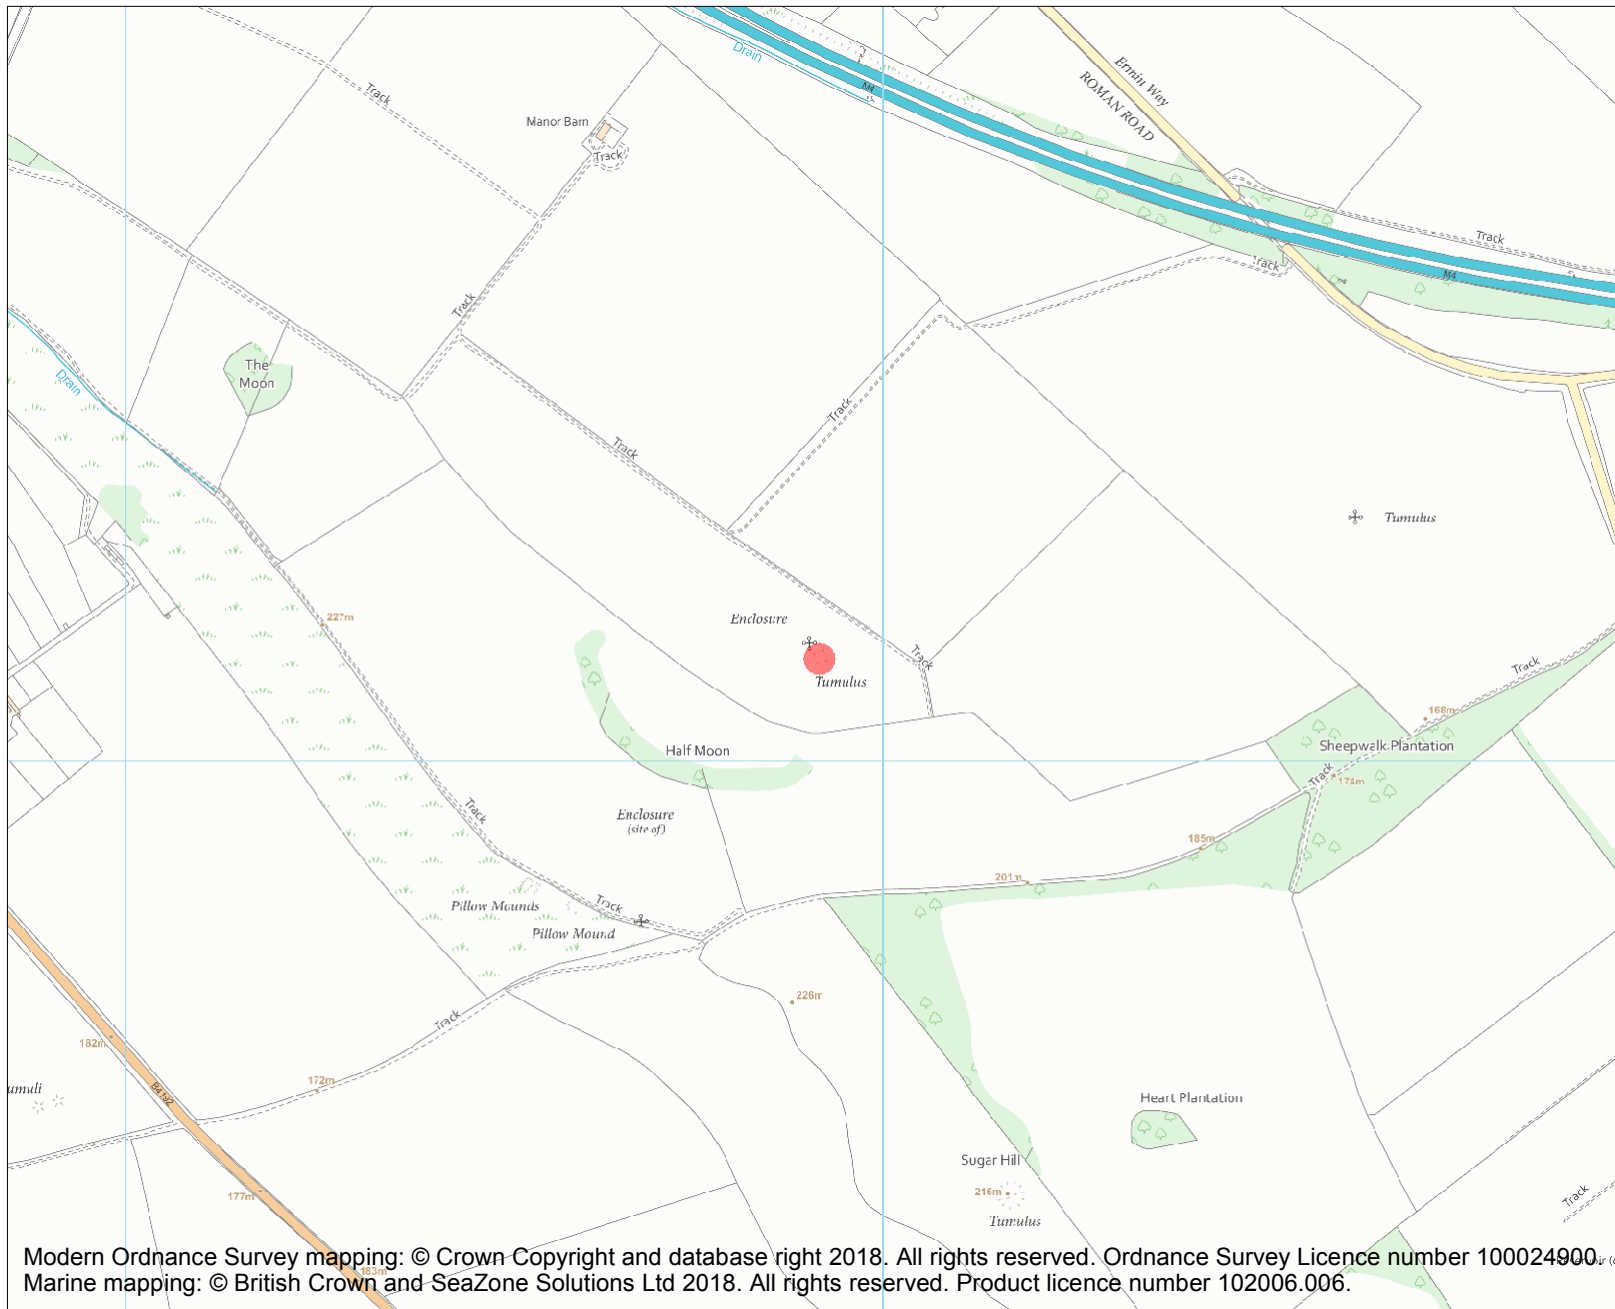 Drain
M4
Ermin Way
ROMAN ROAD
Track
Manor Barn
Track
Track
Track
M4
Track
The
Moon
Drain
Track
Track
Tumulus
227m
Enclosure
Tumulus
Track
Track
168m
Half Moon
Sheepwalk Plantation
Track
174m
Track
Enclosure
(site of)
185m
201m
Pillow Mounds
Track
Pillow Mound
226m
Track
182m
172m
umuli
B4192
Heart Plantation
Sugar Hill
216m
Tumulus
177m
Track
183m
Modern Ordnance Survey mapping: © Crown Copyright and database right 2018. All rights reserved. Ordnance Survey Licence number 100024900.
Marine mapping: © British Crown and SeaZone Solutions Ltd 2018. All rights reserved. Product licence number 102006.006.